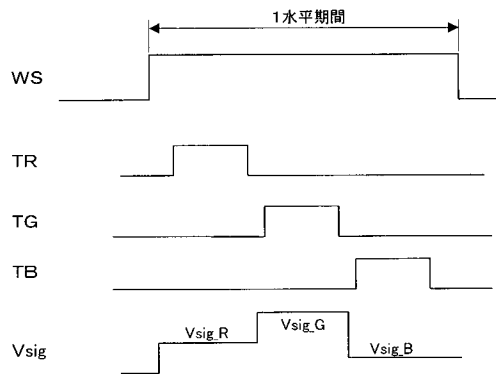 1水平期間
WS
TR
TG
TB
Vsig
Vsig_R
Vsig_G
Vsig_B